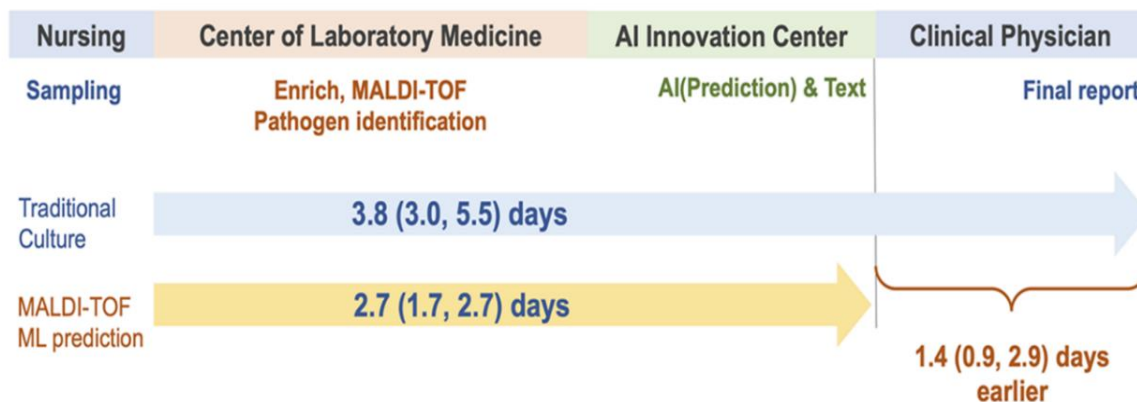 Nursing
Center of Laboratory Medicine
AI Innovation Center
Clinical Physician
Sampling
Enrich, MALDI-TOF
Pathogen identification
AI(Prediction) & Text
Final report
Traditional
Culture
3.8 (3.0, 5.5) days
MALDI-TOF
ML prediction
2.7 (1.7, 2.7) days
1.4 (0.9, 2.9) days
earlier